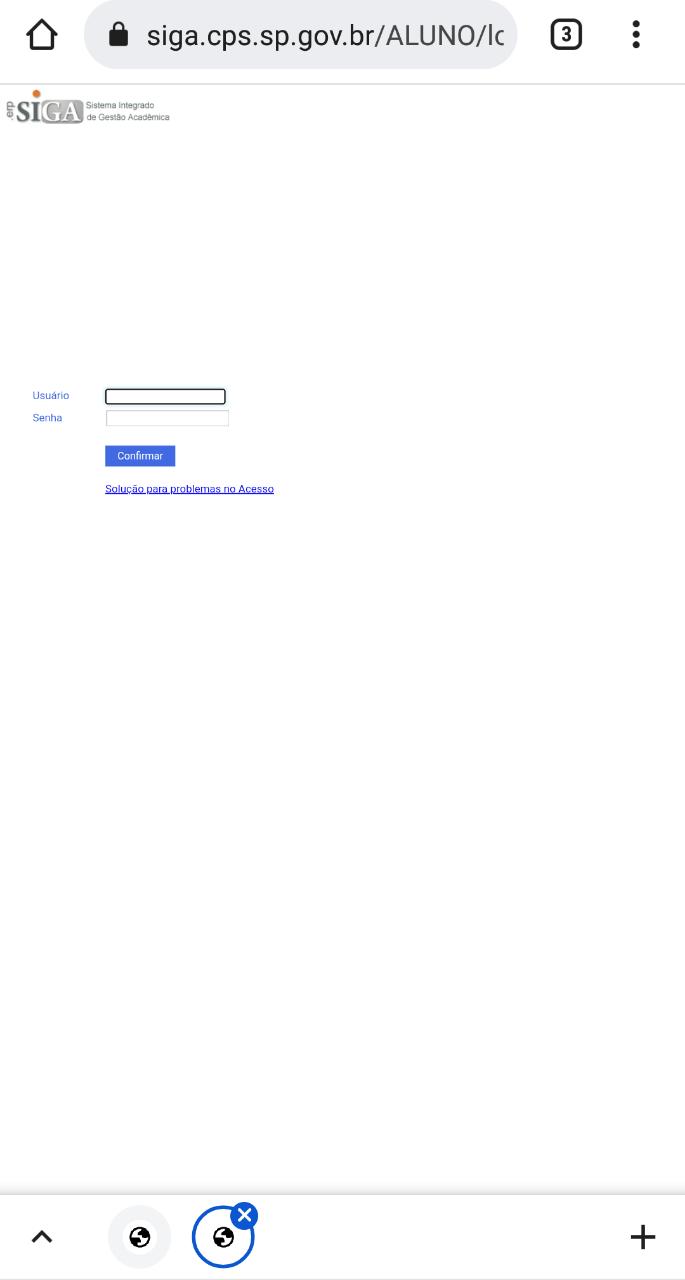 siga.cps.sp.gov.br/ALUNO/lo
3
.erp SIGA Sistema Integrado
de Gestão Acadêmica
Usuário
Senha
Confirmar
Solução para problemas no Acesso